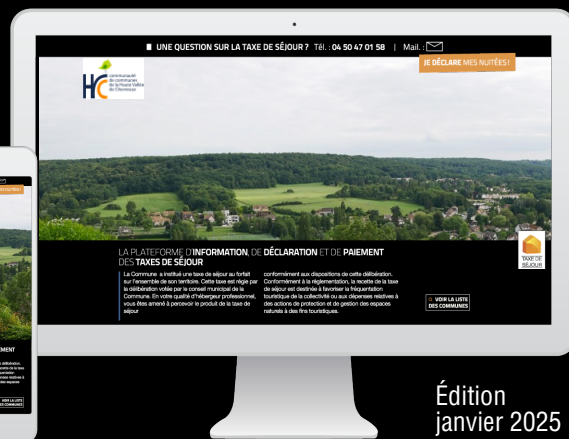 UNE QUESTION SUR LA TAXE DE SÉJOUR ? Tél. : 04 50 47 01 58 | Mail. :
JE DÉCLARE MES NUITÉES !
HC
communauté
de communes
de la Haute Vallée
de Chevreuse
LA PLATEFORME D'INFORMATION, DE DÉCLARATION ET DE PAIEMENT
DES TAXES DE SÉJOUR
La Commune a institué une taxe de séjour au forfait
sur l'ensemble de son territoire. Cette taxe est régie par
la délibération votée par le conseil municipal de la
Commune. En votre qualité d'hébergeur professionnel,
vous êtes amené à percevoir le produit de la taxe de
séjour
conformément aux dispositions de cette délibération.
Conformément à la réglementation, la recette de la taxe
de séjour est destinée à favoriser la fréquentation
touristique de la collectivité ou aux dépenses relatives à
des actions de protection et de gestion des espaces
naturels à des fins touristiques.
TAXE DE
SÉJOUR
VOIR LA LISTE
DES COMMUNES
VOIR LA LISTE
DES COMMUNES
Édition
janvier 2025